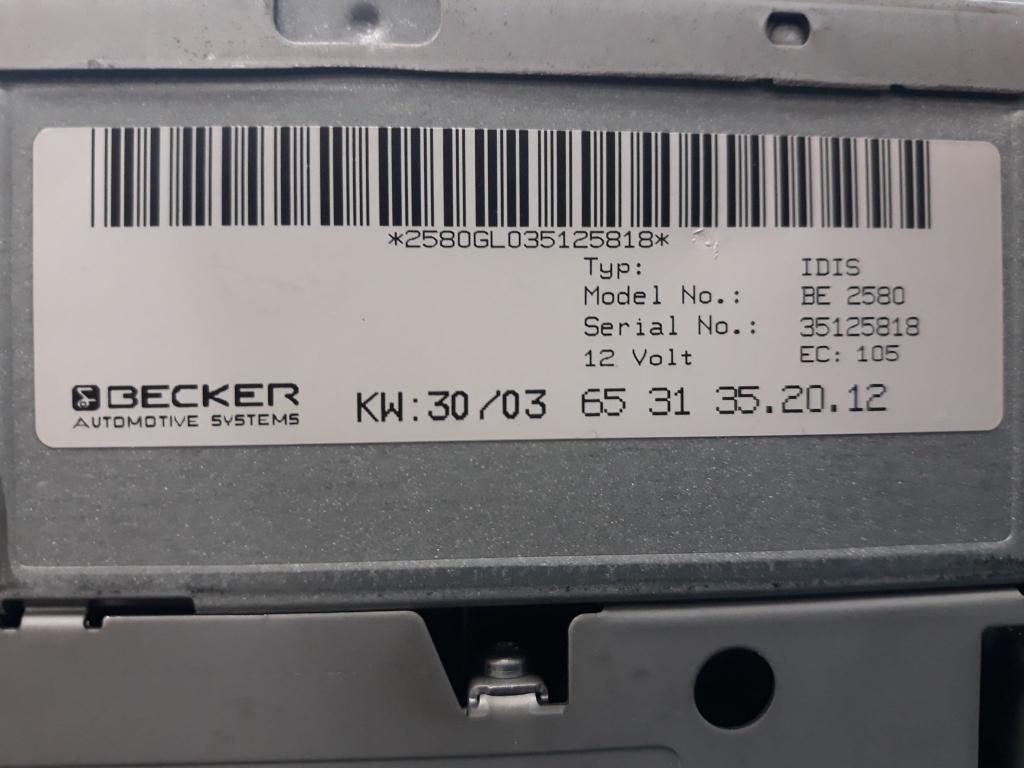 *2580GL035125818*
Typ: IDIS
Model No.: BE 2580
Serial No.: 35125818
12 Volt EC: 105
BECKER
AUTOMOTIVE SYSTEMS
KW:30/03 65 31 35.20.12